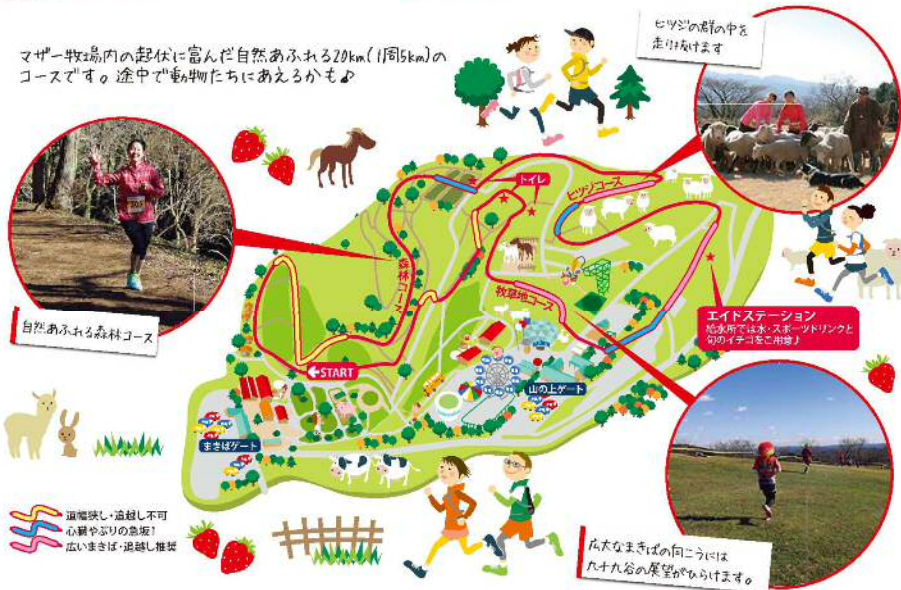 マザー牧場内の起伏に富んだ自然あふれる20km(1周5km)の
コースです。途中で動物たちにあえるかも♪
ヒツジの群の中を
走り抜けます
トイレ
ヒツジコース
森林コース
牧草地コース
自然あふれる森林コース
エイドステーション
給水所では水・スポーツドリンクと
旬のイチゴをご用意♪
←START
山の上ゲート
まきばゲート
道幅狭し・追越し不可
心臓やぶりの急坂!
広いまきば・追越し推奨
広大なまきばの向こうには
九十九谷の展望がひらけます。